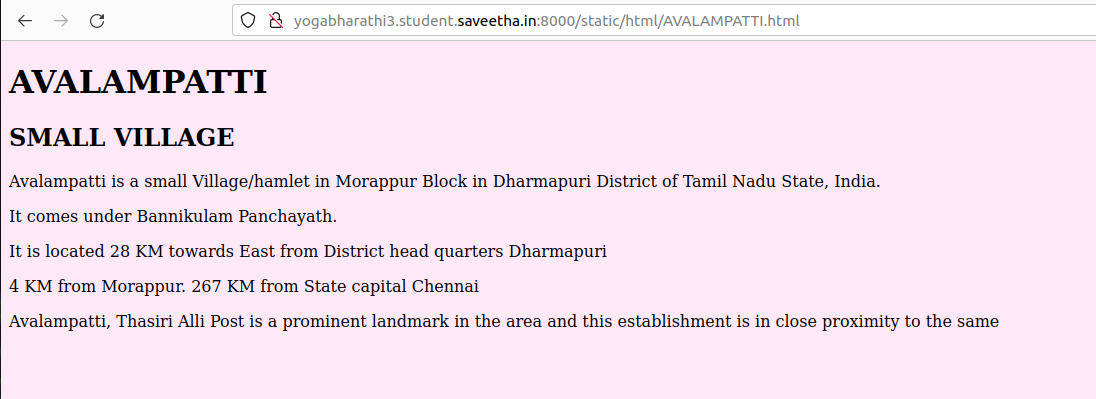 yogabharathi3.student.saveetha.in:8000/static/html/AVALAMPATTI.html
AVALAMPATTI
SMALL VILLAGE
Avalampatti is a small Village/hamlet in Morappur Block in Dharmapuri District of Tamil Nadu State, India.
It comes under Bannikulam Panchayath.
It is located 28 KM towards East from District head quarters Dharmapuri
4 KM from Morappur. 267 KM from State capital Chennai
Avalampatti, Thasiri Alli Post is a prominent landmark in the area and this establishment is in close proximity to the same